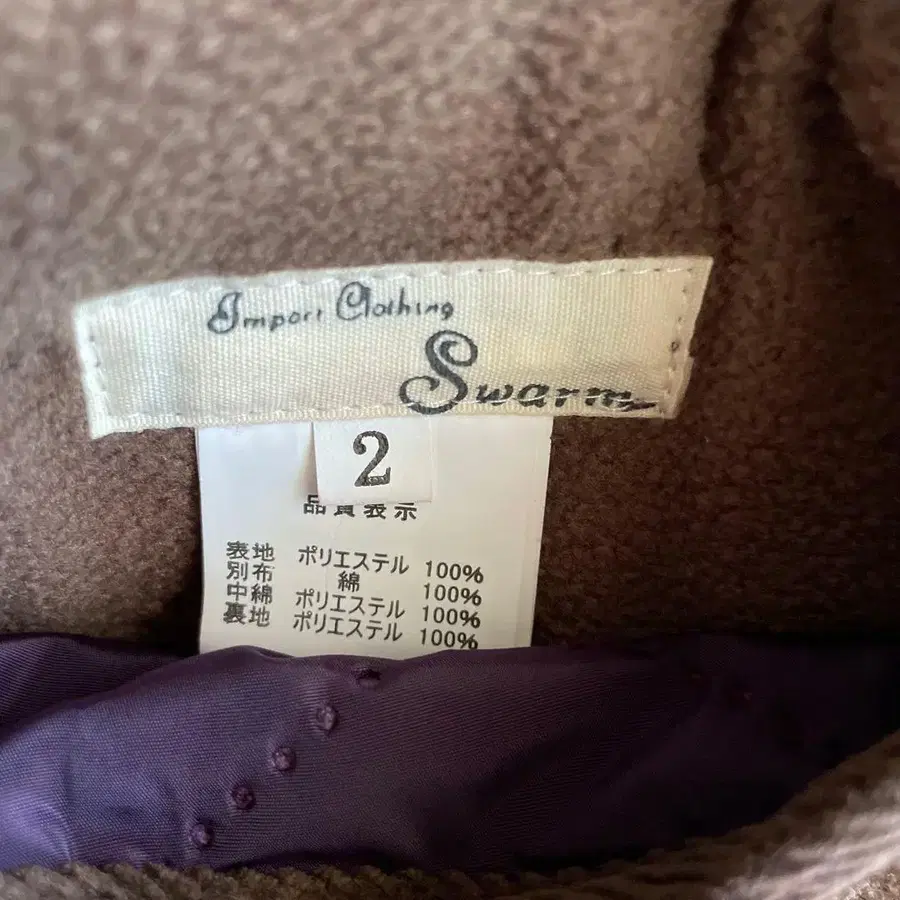 Import Clothing
Swarm
2
品質表示
表地 ポリエステル 100%
別布 綿 100%
中綿 ポリエステル 100%
裏地 ポリエステル 100%